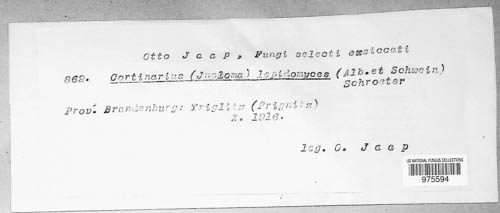 Otto Jaap, Fungi selecti exsiccati
862. Cortinarius (Inoloma) lepidomyces (Alb. et Schwein)
Schroeter
Prov. Brandenburg: Triglitz (Prignitz)
X. 1916.
leg. O. Jaap
US NATIONAL FUNGUS COLLECTIONS
975594